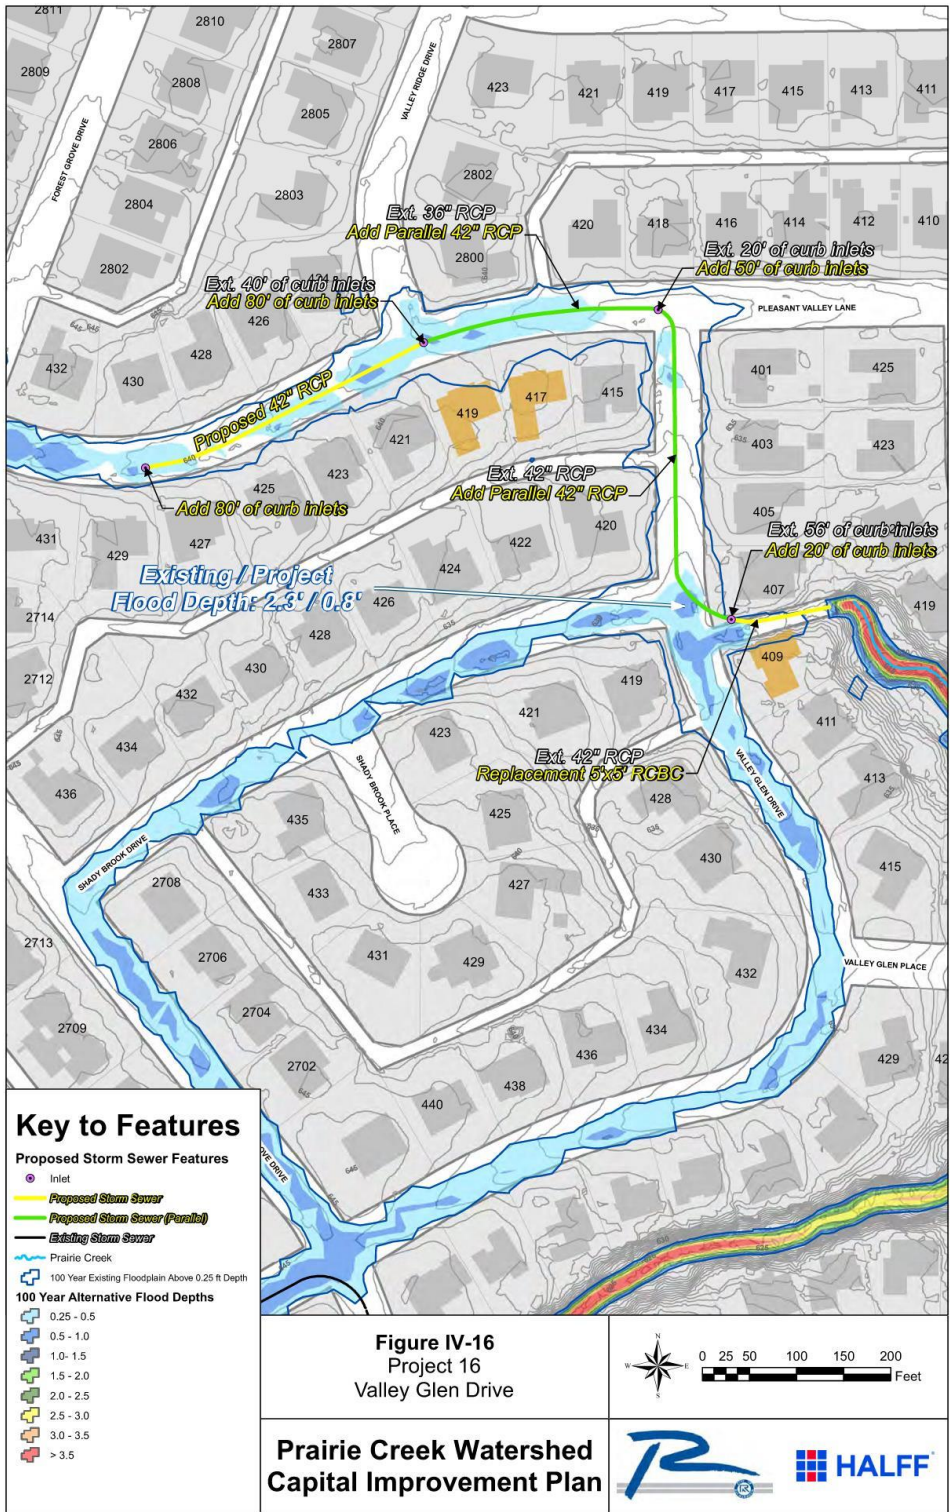 2811
2810
2807
2809
2808
2805
2806
2804
2803
2802
FOREST GROVE DRIVE
VALLEY RIDGE DRIVE
423
421
419
417
415
413
411
2802
2800
420
418
416
414
412
410
Ext. 36" RCP
Add Parallel 42" RCP
Ext. 20' of curb inlets
Add 50' of curb inlets
Ext. 40' of curb inlets
Add 80' of curb inlets
PLEASANT VALLEY LANE
426
428
430
432
Proposed 42" RCP
419
417
415
421
423
425
427
429
431
401
425
403
423
405
407
Ext. 42" RCP
Add Parallel 42" RCP
Add 80' of curb inlets
Ext. 56' of curb inlets
Add 20' of curb inlets
Existing / Project
Flood Depth: 2.3' / 0.8'
420
422
424
426
428
430
432
434
436
2714
2712
419
409
411
413
415
419
421
423
425
427
429
431
433
435
Ext. 42" RCP
Replacement 5'x5' RCBC
428
430
432
434
436
438
440
SHADY BROOK PLACE
SHADY BROOK DRIVE
VALLEY GLEN DRIVE
VALLEY GLEN PLACE
2708
2706
2704
2702
2713
2709
429
42
OVE DRIVE
Key to Features
Proposed Storm Sewer Features
Inlet
Proposed Storm Sewer
Proposed Storm Sewer (Parallel)
Existing Storm Sewer
Prairie Creek
100 Year Existing Floodplain Above 0.25 ft Depth
100 Year Alternative Flood Depths
0.25 - 0.5
0.5 - 1.0
1.0- 1.5
1.5 - 2.0
2.0 - 2.5
2.5 - 3.0
3.0 - 3.5
> 3.5
Figure IV-16
Project 16
Valley Glen Drive
N
W
E
S
0 25 50 100 150 200
Feet
Prairie Creek Watershed
Capital Improvement Plan
R
HALFF